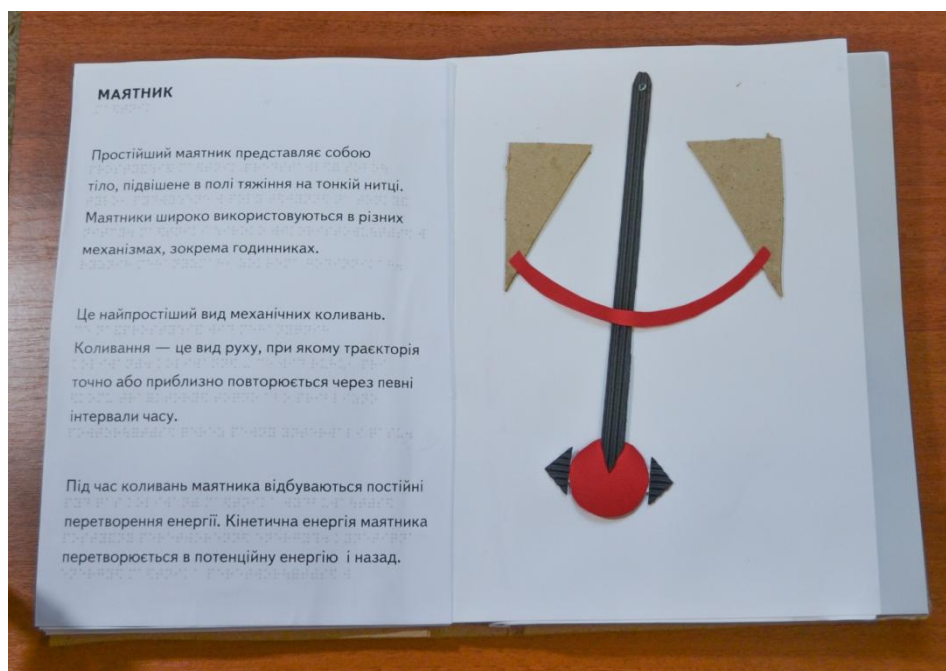 МАЯТНИК
Простійший маятник представляє собою
тіло, підвішене в полі тяжіння на тонкій нитці.
Маятники широко використовуються в різних
механізмах, зокрема годинниках.
Це найпростіший вид механічних коливань.
Коливання — це вид руху, при якому траєкторія
точно або приблизно повторюється через певні
інтервали часу.
Під час коливань маятника відбуваються постійні
перетворення енергії. Кінетична енергія маятника
перетворюється в потенційну енергію і назад.